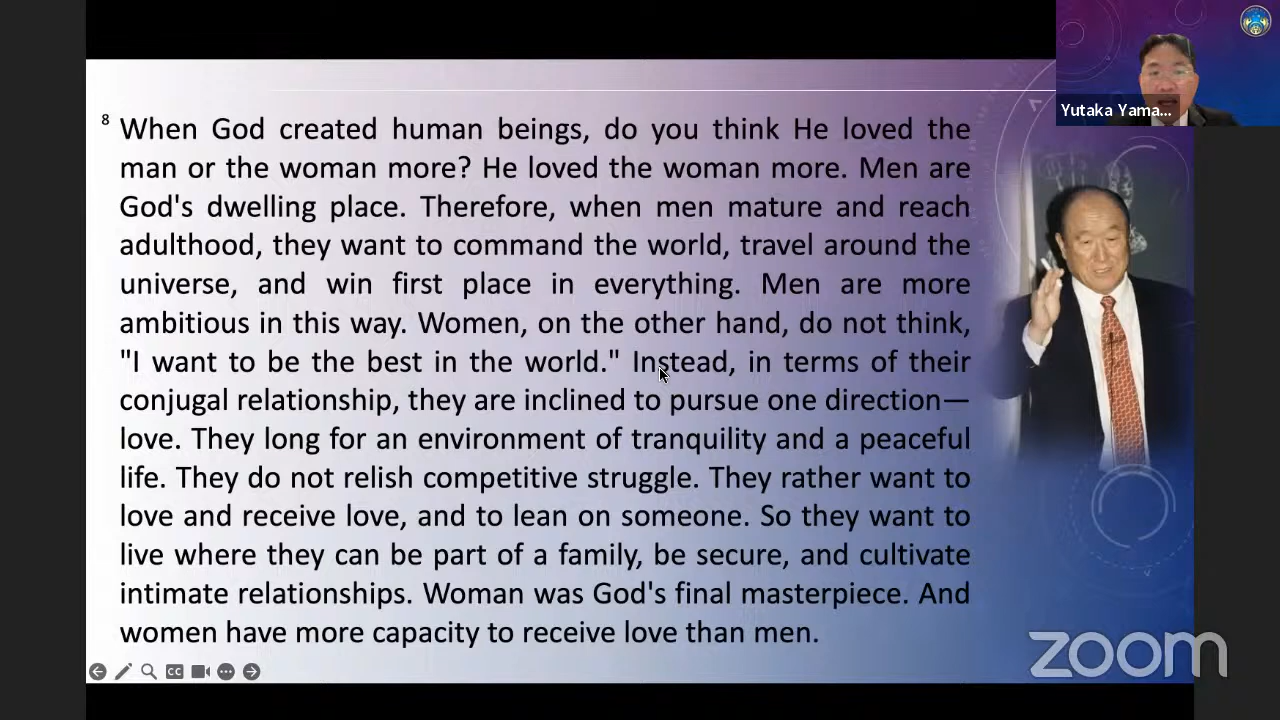 Yutaka Yama...
8
When God created human beings, do you think He loved the
man or the woman more? He loved the woman more. Men are
God's dwelling place. Therefore, when men mature and reach
adulthood, they want to command the world, travel around the
universe, and win first place in everything. Men are more
ambitious in this way. Women, on the other hand, do not think,
"I want to be the best in the world." Instead, in terms of their
conjugal relationship, they are inclined to pursue one direction—
love. They long for an environment of tranquility and a peaceful
life. They do not relish competitive struggle. They rather want to
love and receive love, and to lean on someone. So they want to
live where they can be part of a family, be secure, and cultivate
intimate relationships. Woman was God's final masterpiece. And
women have more capacity to receive love than men.
CC
zoom